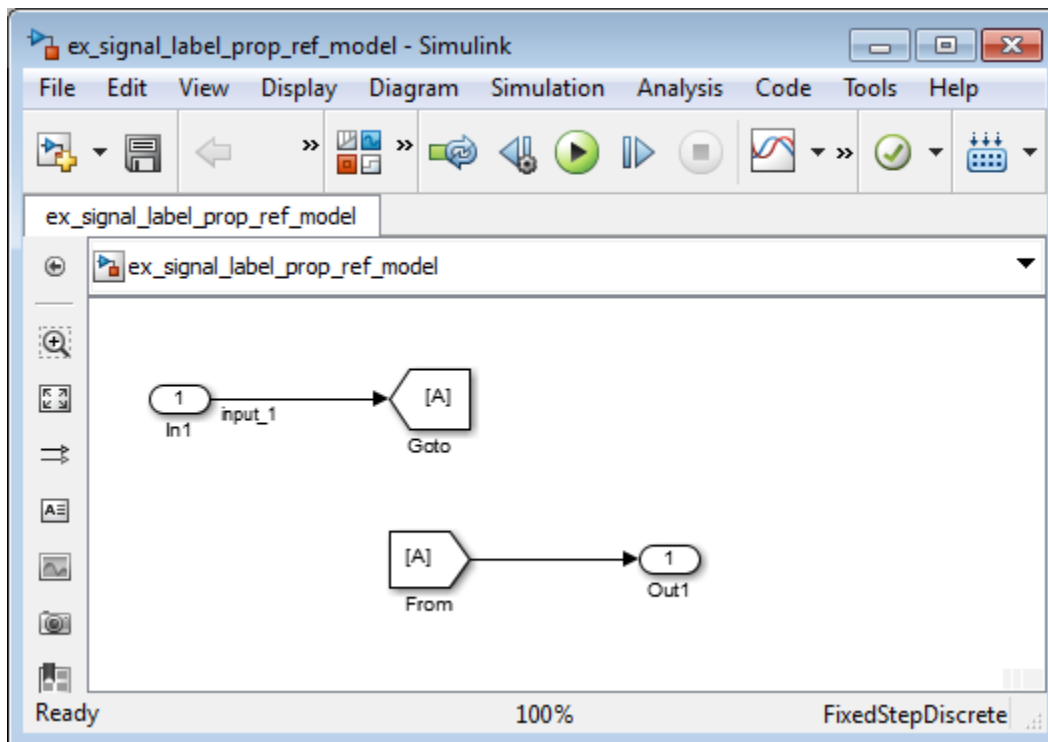 ex_signal_label_prop_ref_model - Simulink
File Edit View Display Diagram Simulation Analysis Code Tools Help
ex_signal_label_prop_ref_model
ex_signal_label_prop_ref_model
1
input_1
In1
[A]
Goto
[A]
From
1
Out1
Ready 100% FixedStepDiscrete